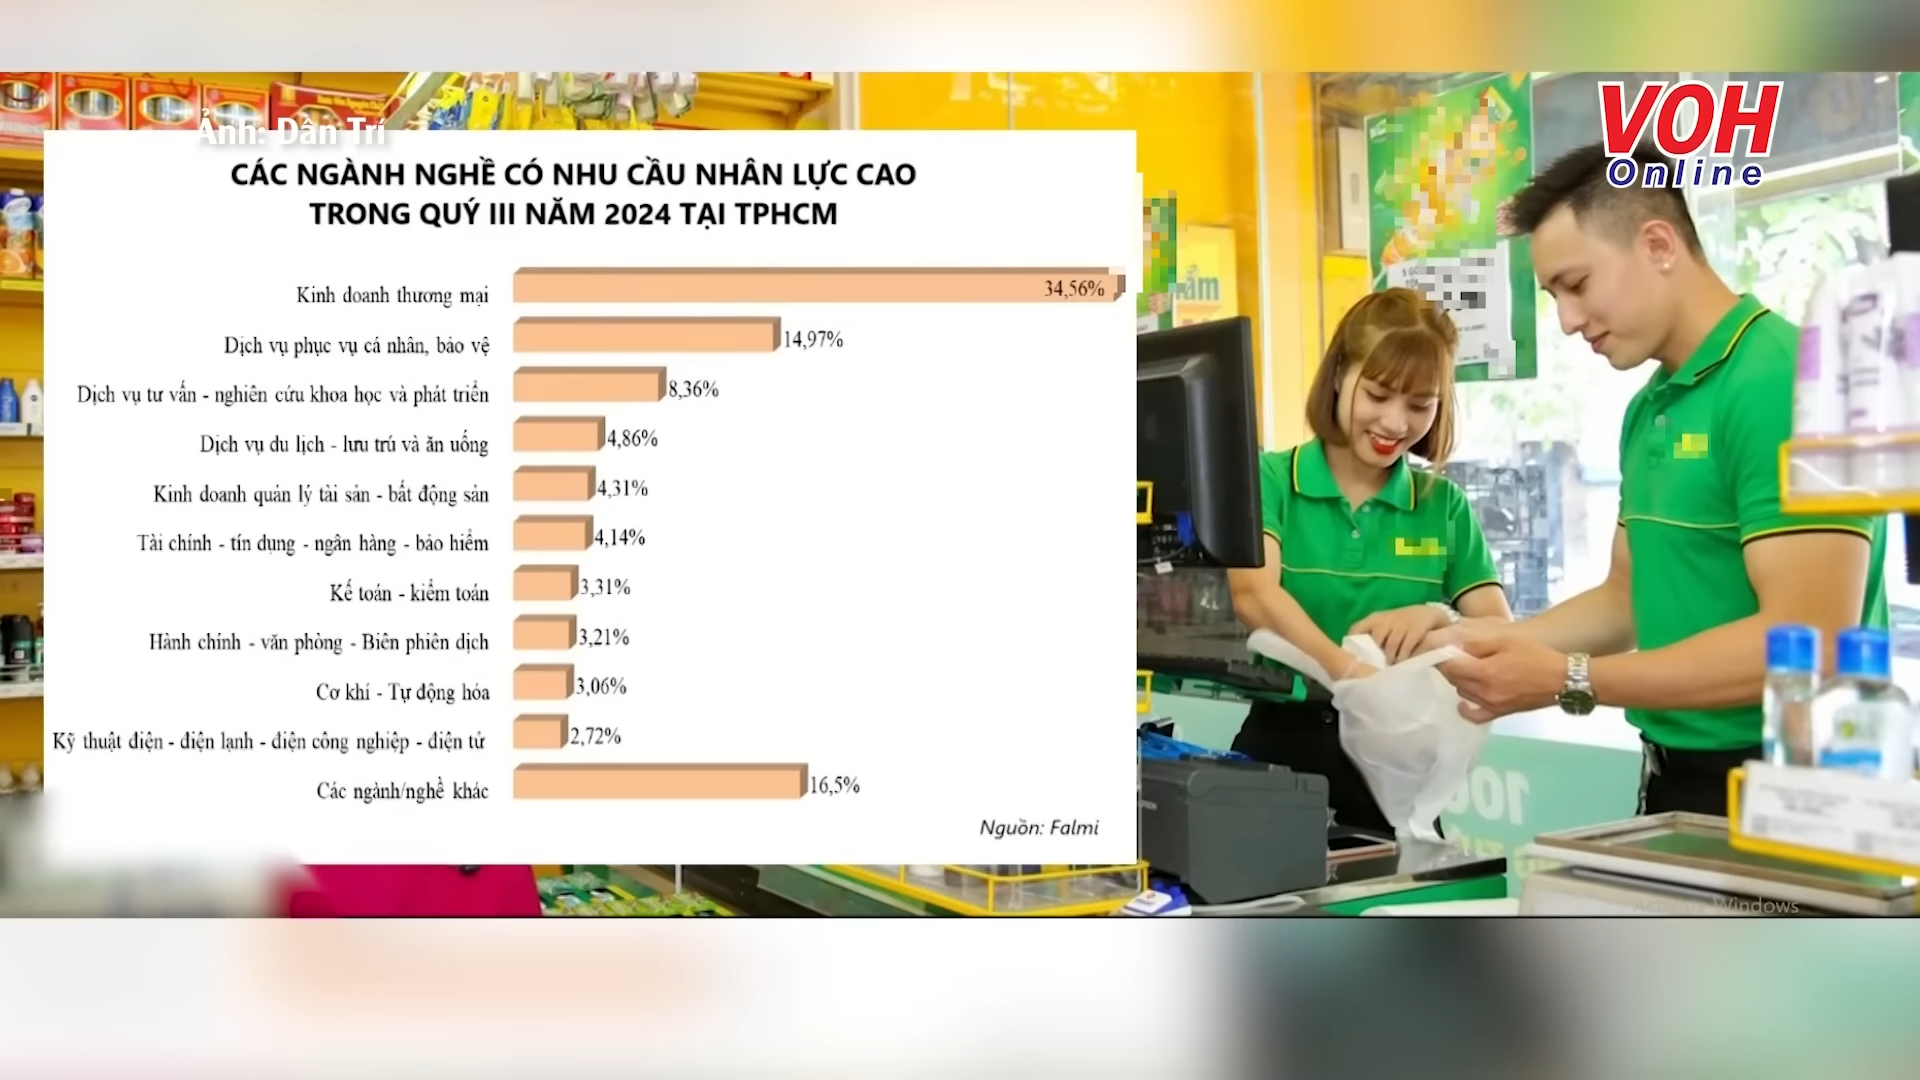 Ảnh: Dân Trí
VOH
Online
CÁC NGÀNH NGHỀ CÓ NHU CẦU NHÂN LỰC CAO
TRONG QUÝ III NĂM 2024 TẠI TPHCM
Kinh doanh thương mại 34,56%
Dịch vụ phục vụ cá nhân, bảo vệ 14,97%
Dịch vụ tư vấn - nghiên cứu khoa học và phát triển 8,36%
Dịch vụ du lịch - lưu trú và ăn uống 4,86%
Kinh doanh quản lý tài sản - bất động sản 4,31%
Tài chính - tín dụng - ngân hàng - bảo hiểm 4,14%
Kế toán - kiểm toán 3,31%
Hành chính - văn phòng - Biên phiên dịch 3,21%
Cơ khí - Tự động hóa 3,06%
Kỹ thuật điện - điện lạnh - điện công nghiệp - điện tử 2,72%
Các ngành/nghề khác 16,5%
Nguồn: Falmi
Activate Windows